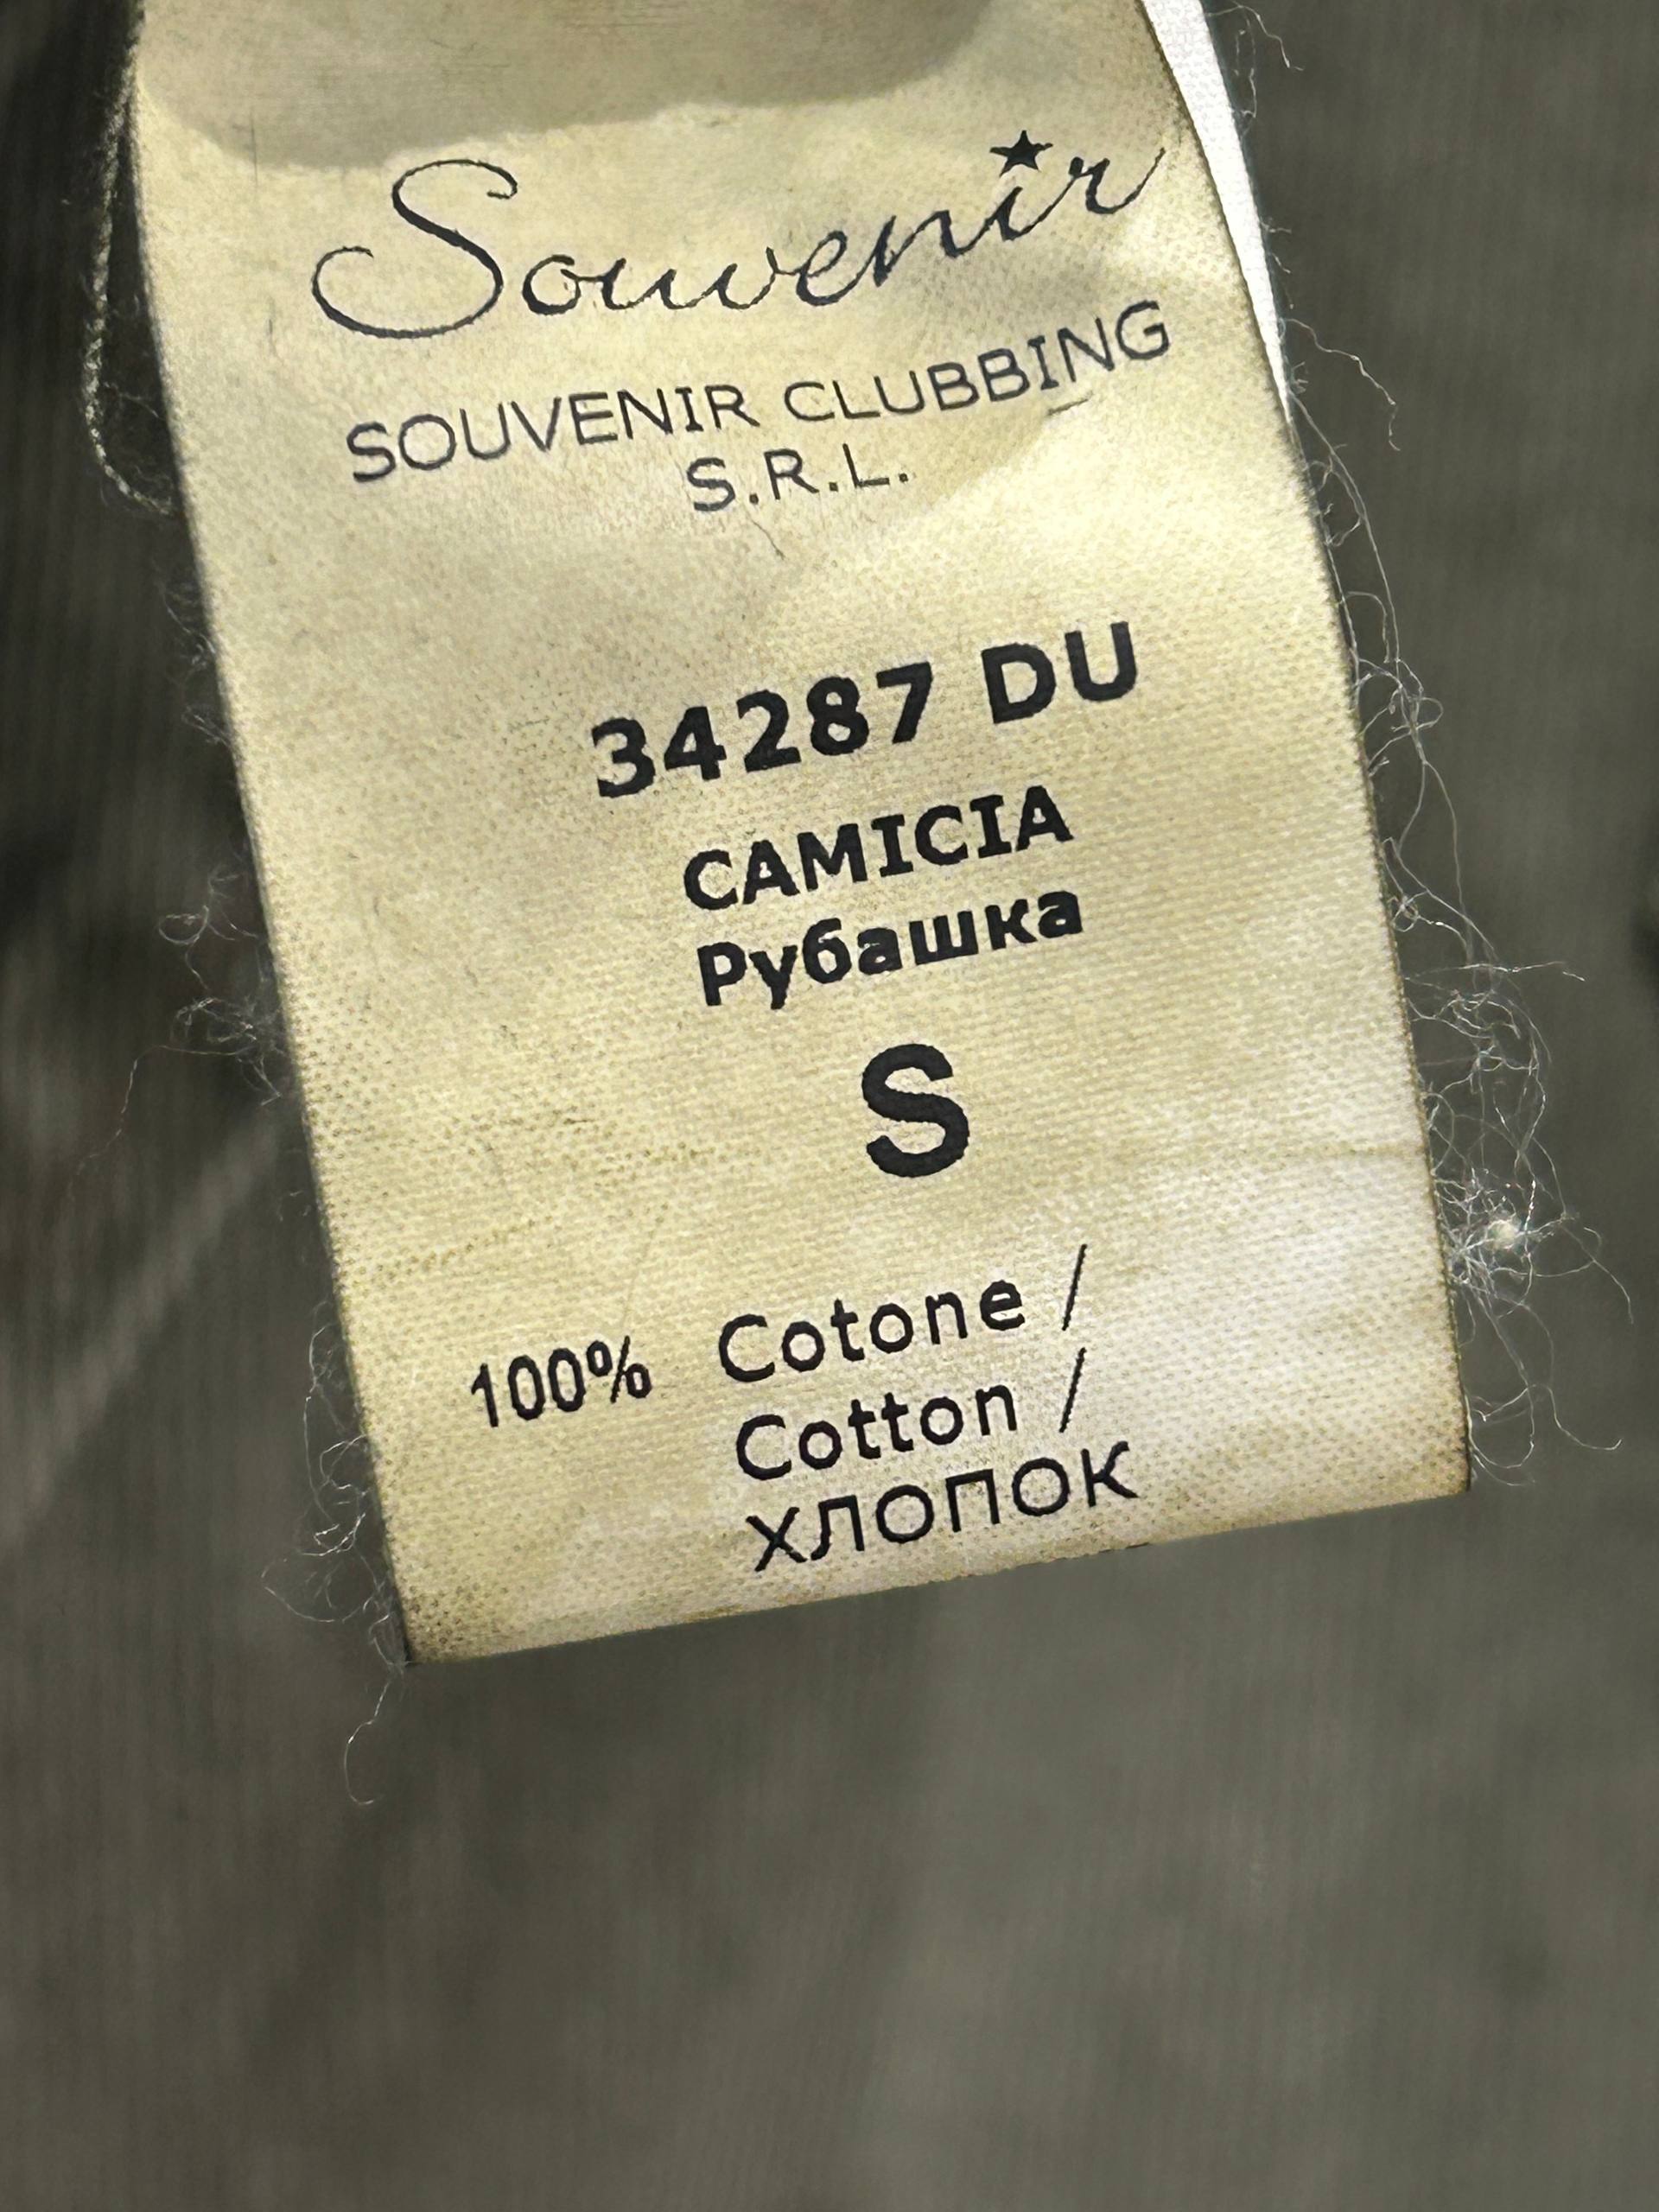 Souvenir
SOUVENIR CLUBBING
S.R.L.
34287 DU
CAMICIA
Рубашка
S
100% Cotone /
Cotton /
ХЛОПОК